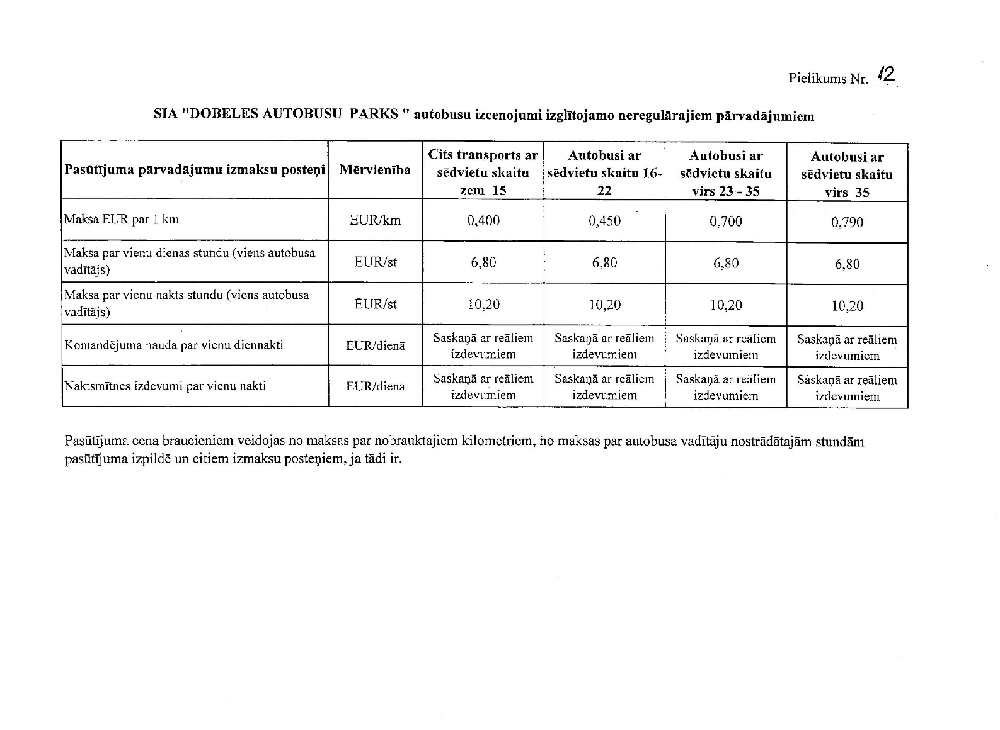 Pielikums Nr. 12
SIA "DOBELES AUTOBUSU PARKS " autobusu izcenojumi izglītojamo neregulārajiem pārvadājumiem
Pasūtījuma pārvadājumu izmaksu posteņi
Mērvienība
Cits transports ar
sēdvietu skaitu
zem 15
Autobusi ar
sēdvietu skaitu 16-
22
Autobusi ar
sēdvietu skaitu
virs 23 - 35
Autobusi ar
sēdvietu skaitu
virs 35
Maksa EUR par 1 km
EUR/km
0,400
0,450
0,700
0,790
Maksa par vienu dienas stundu (viens autobusa
vadītājs)
EUR/st
6,80
6,80
6,80
6,80
Maksa par vienu nakts stundu (viens autobusa
vadītājs)
EUR/st
10,20
10,20
10,20
10,20
Komandējuma nauda par vienu diennakti
EUR/dienā
Saskaņā ar reāliem
izdevumiem
Saskaņā ar reāliem
izdevumiem
Saskaņā ar reāliem
izdevumiem
Saskaņā ar reāliem
izdevumiem
Naktsmītnes izdevumi par vienu nakti
EUR/dienā
Saskaņā ar reāliem
izdevumiem
Saskaņā ar reāliem
izdevumiem
Saskaņā ar reāliem
izdevumiem
Saskaņā ar reāliem
izdevumiem
Pasūtījuma cena braucieniem veidojas no maksas par nobrauktajiem kilometriem, no maksas par autobusa vadītāju nostrādātajām stundām
pasūtījuma izpildē un citiem izmaksu posteņiem, ja tādi ir.